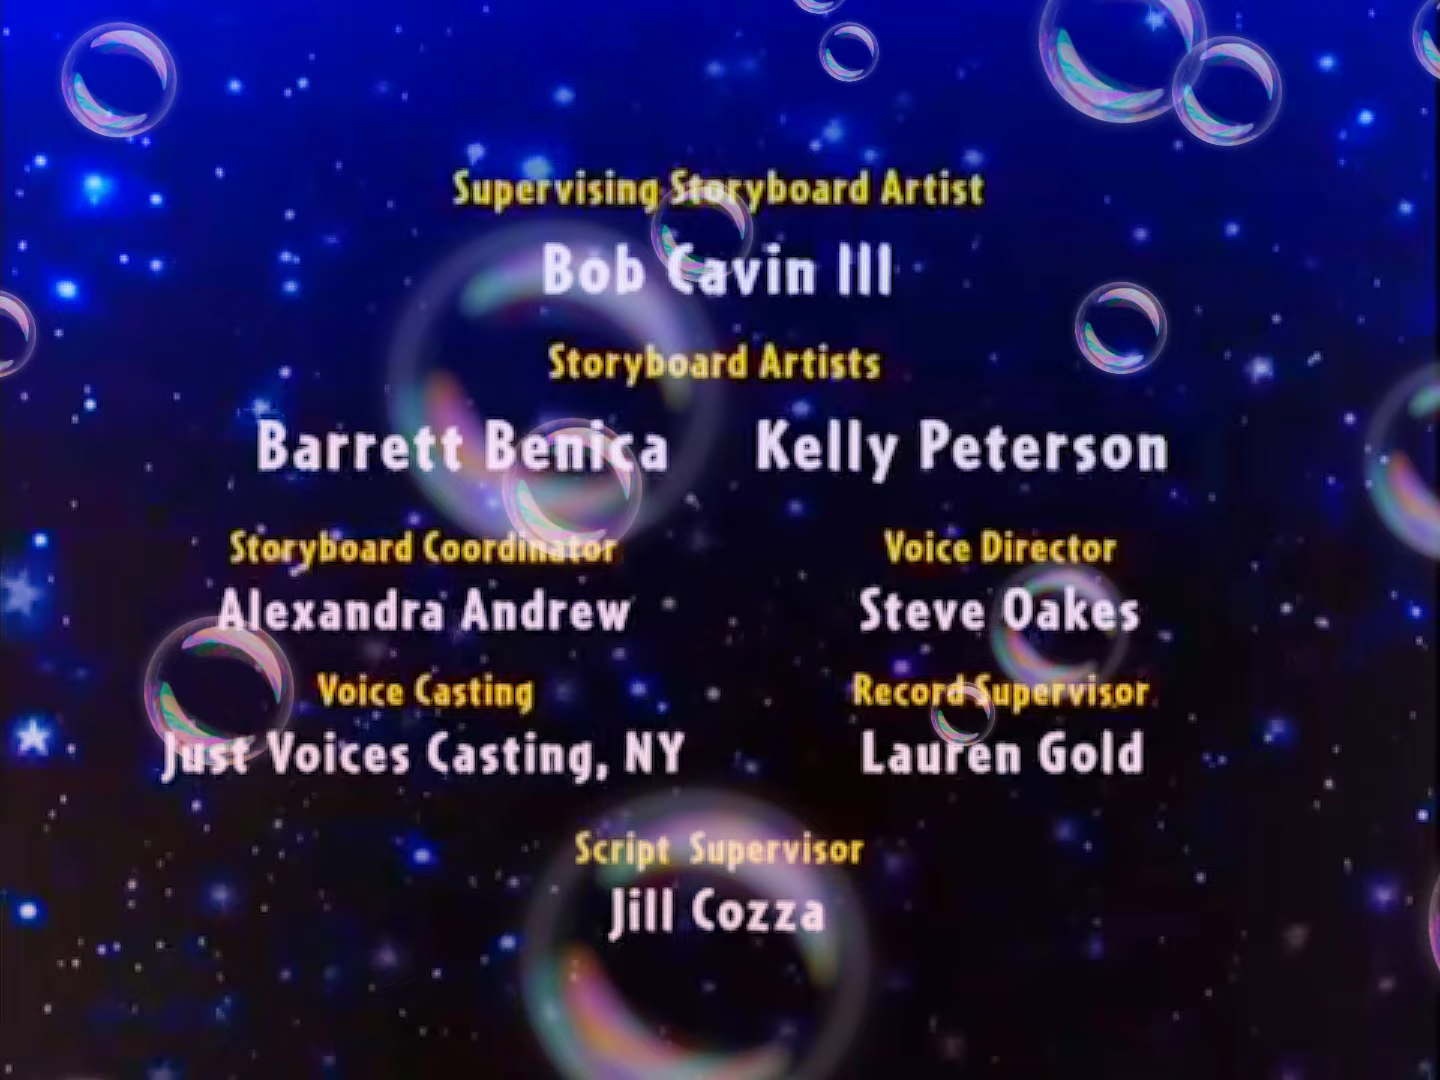 Supervising Storyboard Artist
Bob Cavin III
Storyboard Artists
Barrett Benica Kelly Peterson
Storyboard Coordinator Voice Director
Alexandra Andrew Steve Oakes
Voice Casting Record Supervisor
Just Voices Casting, NY Lauren Gold
Script Supervisor
Jill Cozza